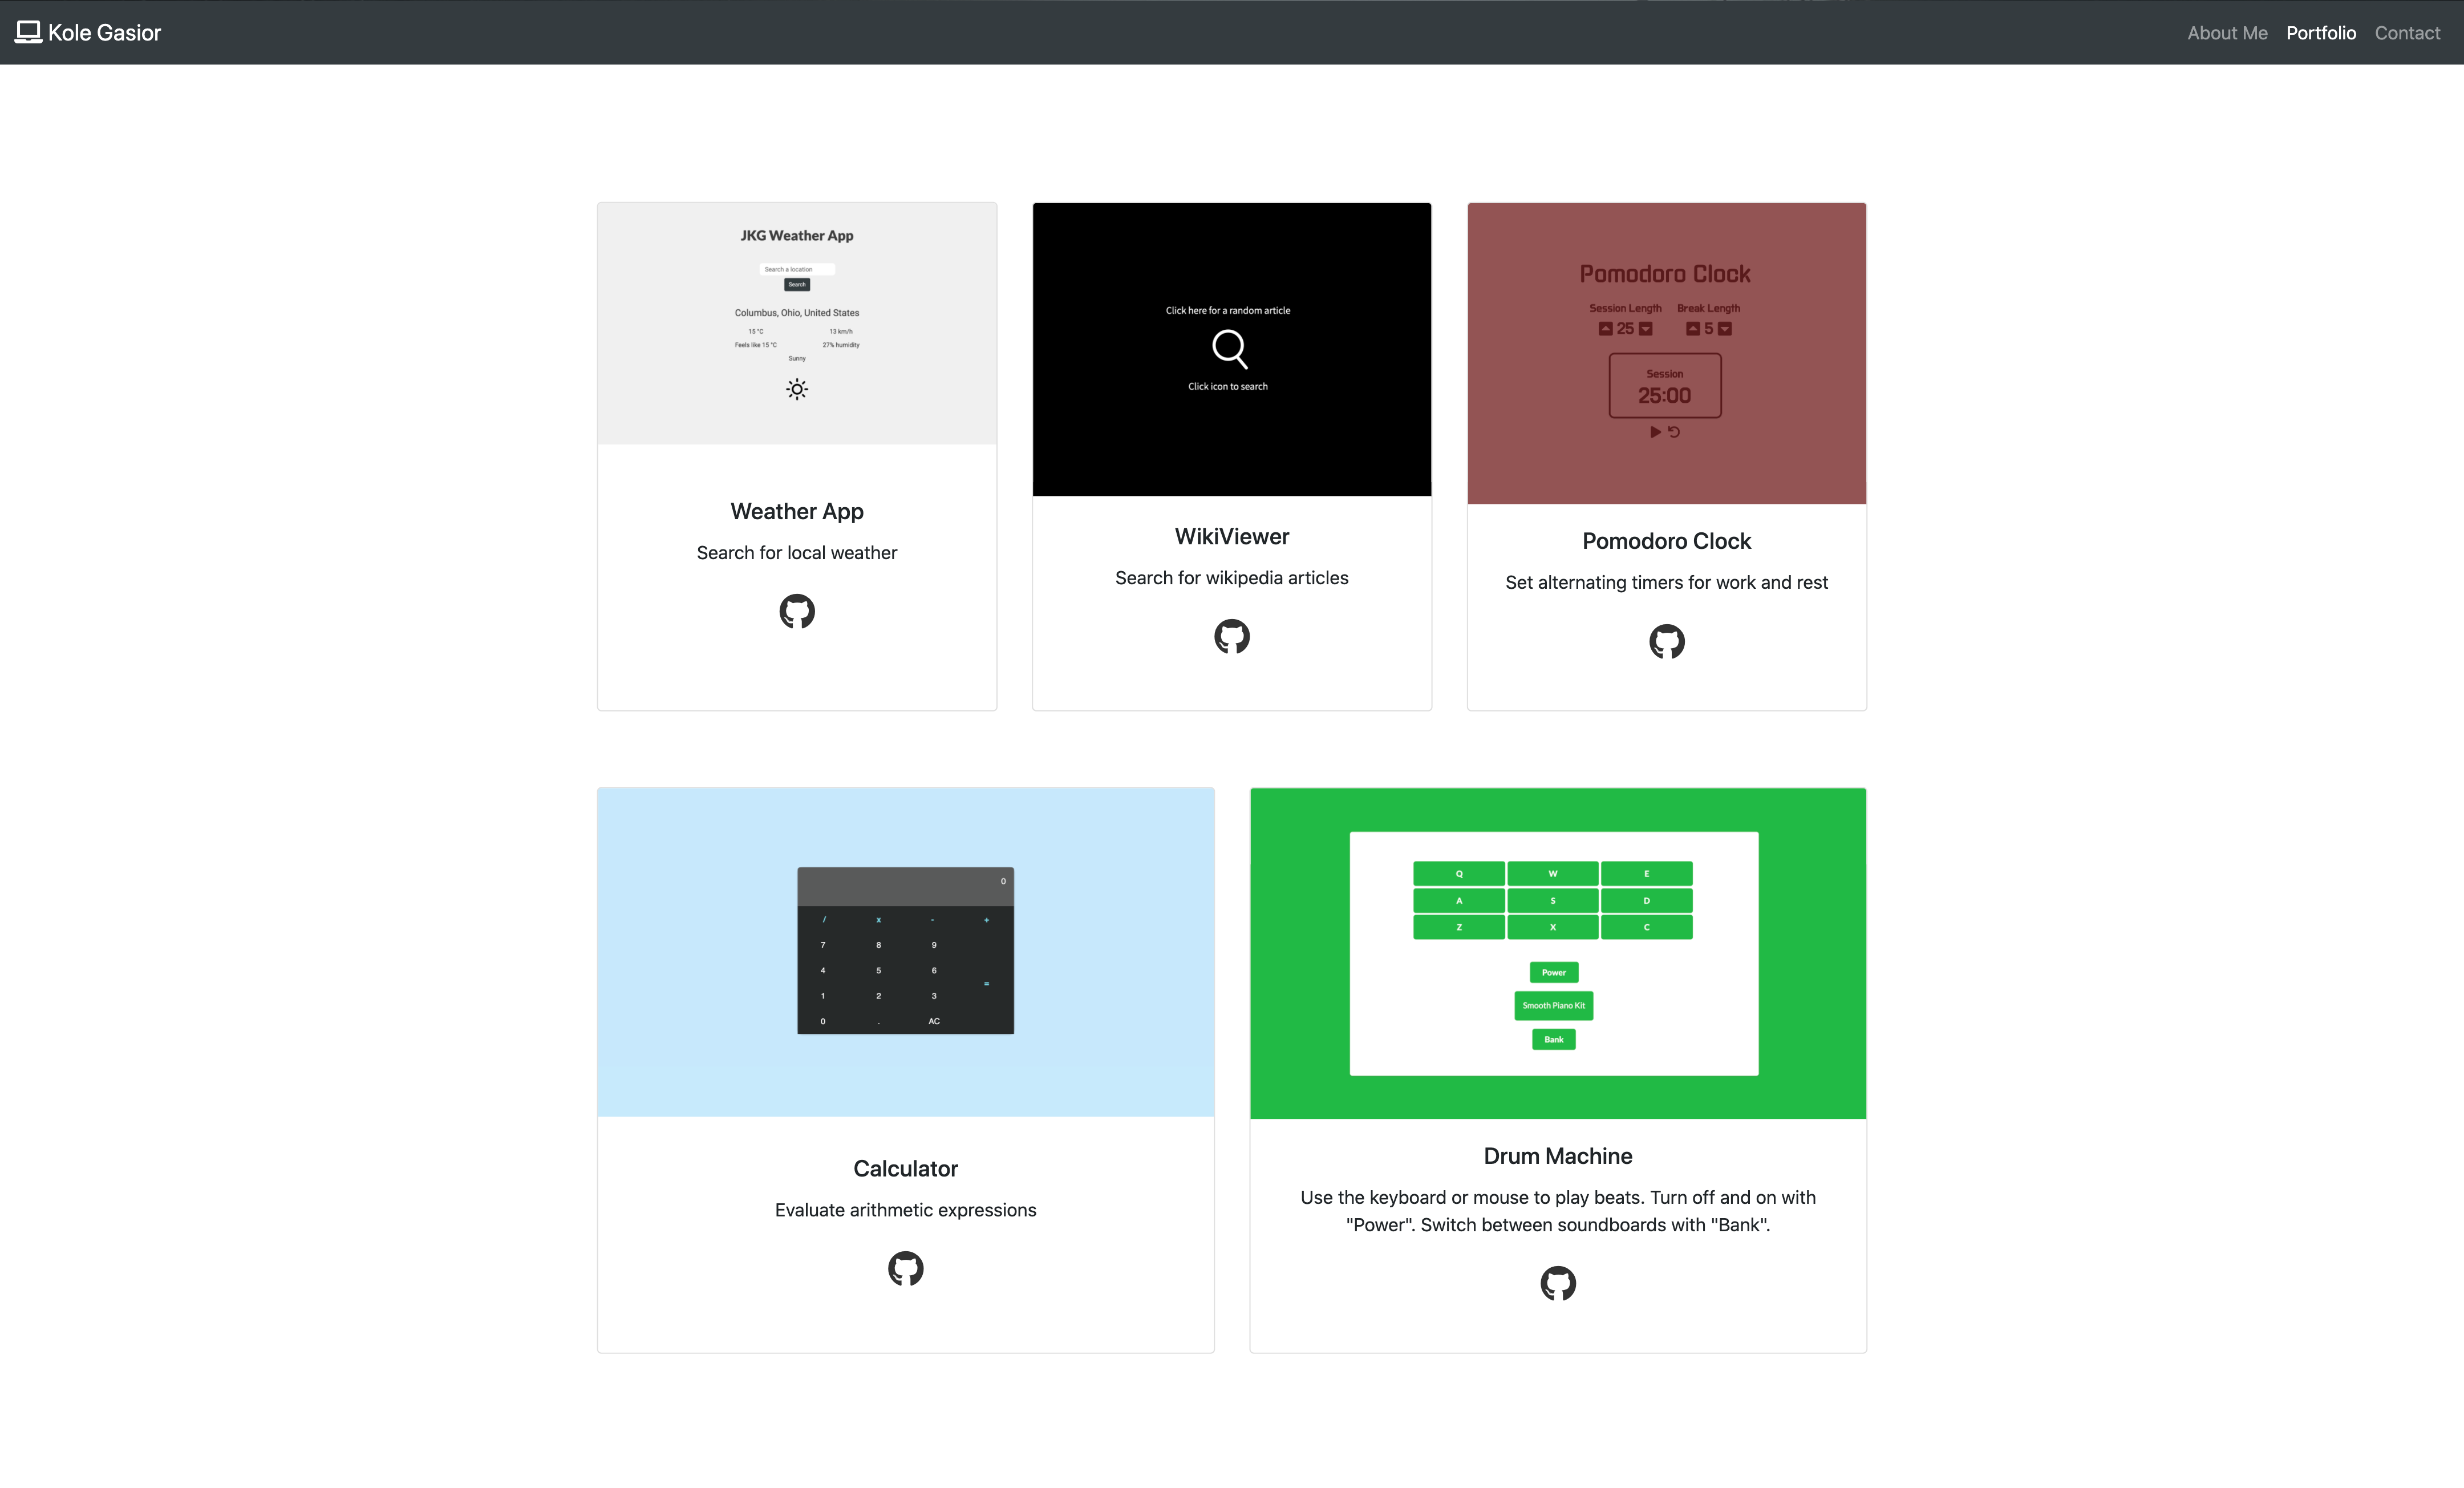 Kole Gasior
About Me Portfolio Contact
JKG Weather App
Search a location
Search
Columbus, Ohio, United States
15 °C 13 km/h
Feels like 15 °C 27% humidity
Sunny
Weather App
Search for local weather
Click here for a random article
Click icon to search
WikiViewer
Search for wikipedia articles
Pomodoro Clock
Session Length Break Length
25 5
Session
25:00
Pomodoro Clock
Set alternating timers for work and rest
0
/ x - +
7 8 9
4 5 6
=
1 2 3
0 . AC
Calculator
Evaluate arithmetic expressions
Q W E
A S D
Z X C
Power
Smooth Piano Kit
Bank
Drum Machine
Use the keyboard or mouse to play beats. Turn off and on with
"Power". Switch between soundboards with "Bank".